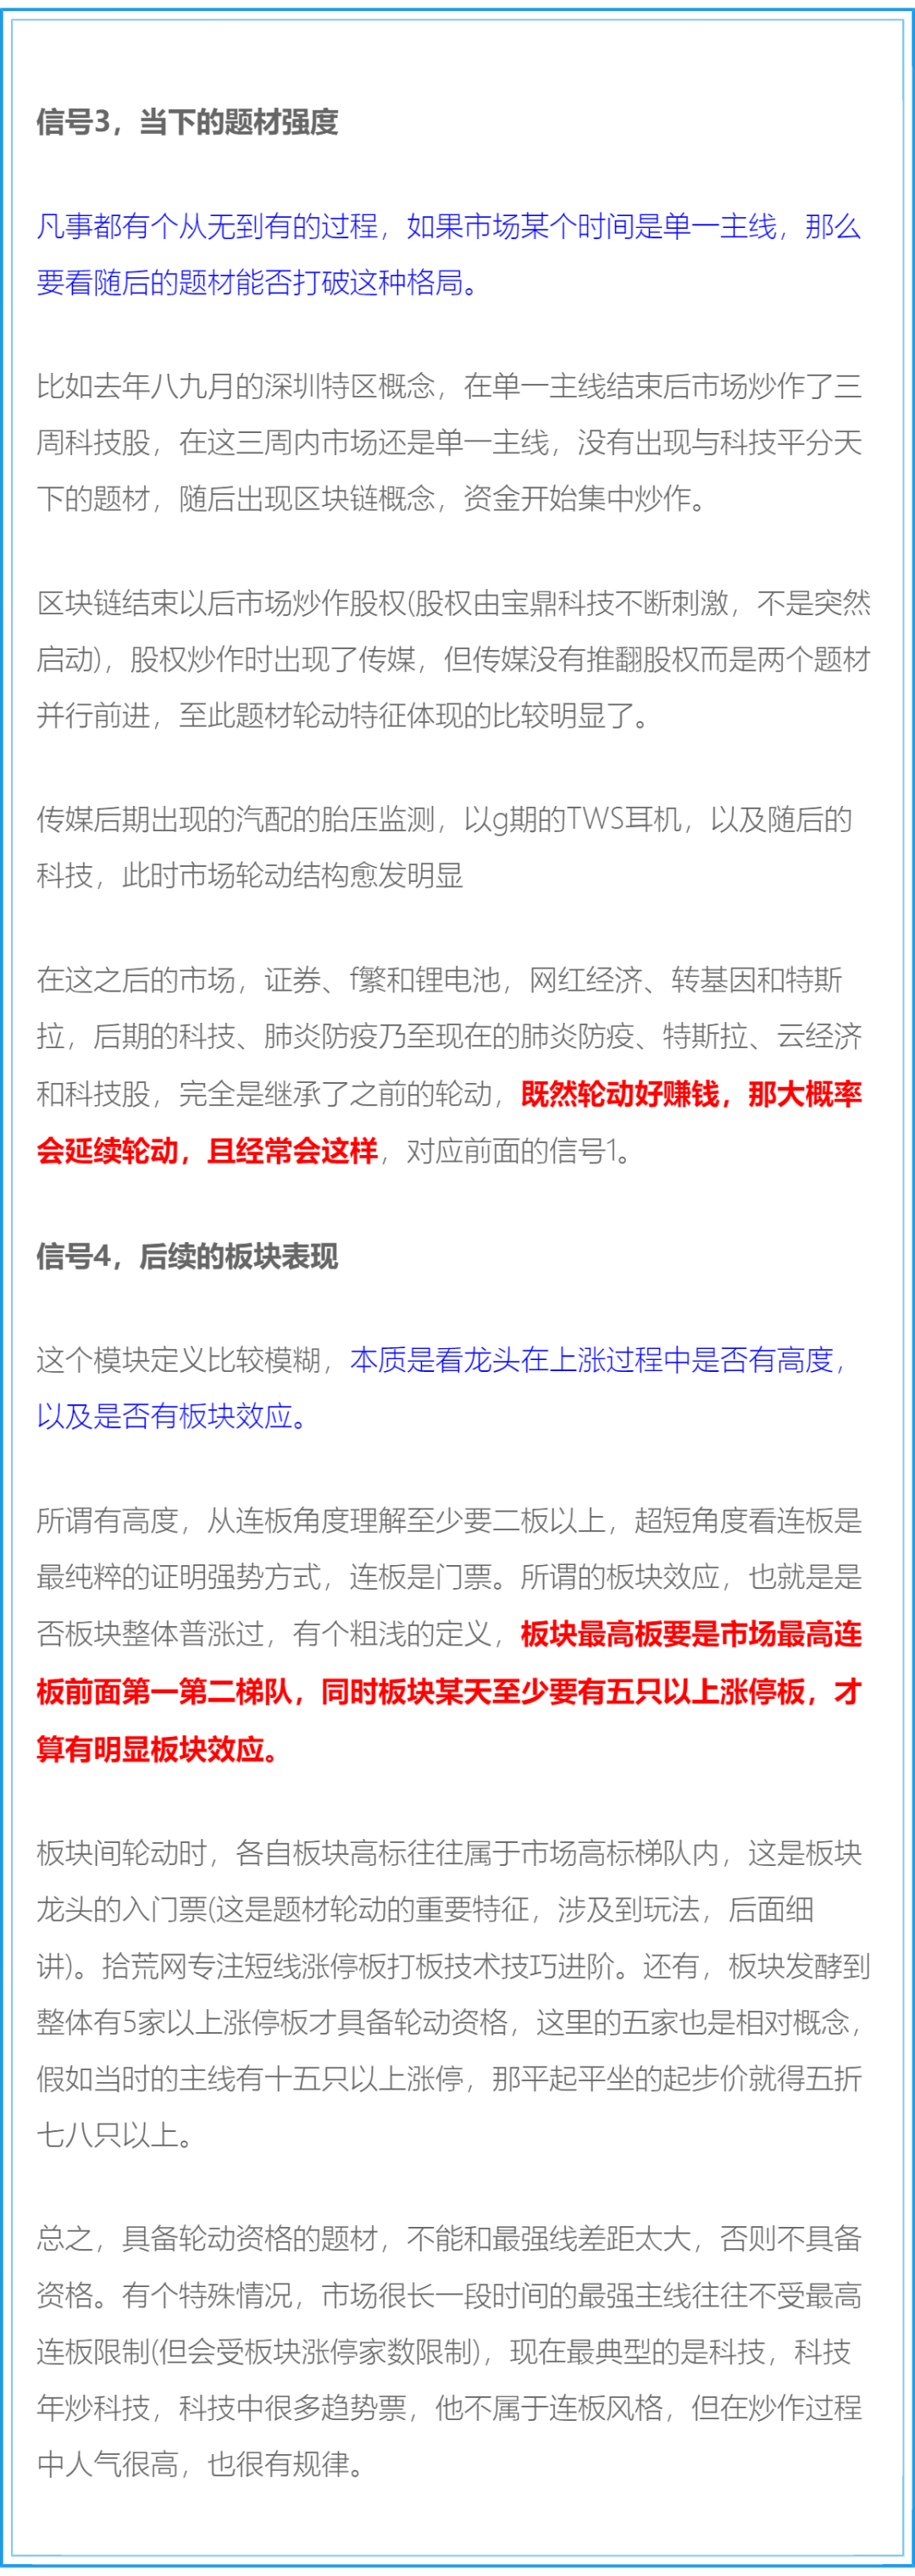 信号3，当下的题材强度
凡事都有个从无到有的过程，如果市场某个时间是单一主线，那么
要看随后的题材能否打破这种格局。
比如去年八九月的深圳特区概念，在单一主线结束后市场炒作了三
周科技股，在这三周内市场还是单一主线，没有出现与科技平分天
下的题材，随后出现区块链概念，资金开始集中炒作。
区块链结束以后市场炒作股权(股权由宝鼎科技不断刺激，不是突然
启动)，股权炒作时出现了传媒，但传媒没有推翻股权而是两个题材
并行前进，至此题材轮动特征体现的比较明显了。
传媒后期出现的汽配的胎压监测，以g期的TWS耳机，以及随后的
科技，此时市场轮动结构愈发明显
在这之后的市场，证券、f繁和锂电池，网红经济、转基因和特斯
拉，后期的科技、肺炎防疫乃至现在的肺炎防疫、特斯拉、云经济
和科技股，完全是继承了之前的轮动，既然轮动好赚钱，那大概率
会延续轮动，且经常会这样，对应前面的信号1。
信号4，后续的板块表现
这个模块定义比较模糊，本质是看龙头在上涨过程中是否有高度，
以及是否有板块效应。
所谓有高度，从连板角度理解至少要二板以上，超短角度看连板是
最纯粹的证明强势方式，连板是门票。所谓的板块效应，也就是是
否板块整体普涨过，有个粗浅的定义，板块最高板要是市场最高连
板前面第一第二梯队，同时板块某天至少要有五只以上涨停板，才
算有明显板块效应。
板块间轮动时，各自板块高标往往属于市场高标梯队内，这是板块
龙头的入门票(这是题材轮动的重要特征，涉及到玩法，后面细
讲)。拾荒网专注短线涨停板打板技术技巧进阶。还有，板块发酵到
整体有5家以上涨停板才具备轮动资格，这里的五家也是相对概念，
假如当时的主线有十五只以上涨停，那平起平坐的起步价就得五折
七八只以上。
总之，具备轮动资格的题材，不能和最强线差距太大，否则不具备
资格。有个特殊情况，市场很长一段时间的最强主线往往不受最高
连板限制(但会受板块涨停家数限制)，现在最典型的是科技，科技
年炒科技，科技中很多趋势票，他不属于连板风格，但在炒作过程
中人气很高，也很有规律。